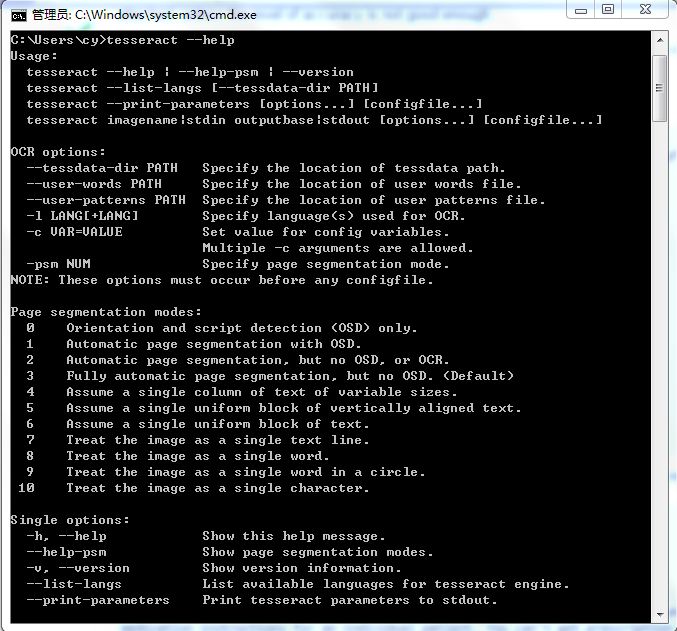 管理员: C:\Windows\system32\cmd.exe
C:\Users\cy>tesseract --help
Usage:
  tesseract --help | --help-psm | --version
  tesseract --list-langs [--tessdata-dir PATH]
  tesseract --print-parameters [options...] [configfile...]
  tesseract imagename|stdin outputbase|stdout [options...] [configfile...]

OCR options:
  --tessdata-dir PATH   Specify the location of tessdata path.
  --user-words PATH     Specify the location of user words file.
  --user-patterns PATH  Specify the location of user patterns file.
  -l LANG[+LANG]        Specify language(s) used for OCR.
  -c VAR=VALUE          Set value for config variables.
                        Multiple -c arguments are allowed.
  -psm NUM              Specify page segmentation mode.
NOTE: These options must occur before any configfile.

Page segmentation modes:
  0    Orientation and script detection (OSD) only.
  1    Automatic page segmentation with OSD.
  2    Automatic page segmentation, but no OSD, or OCR.
  3    Fully automatic page segmentation, but no OSD. (Default)
  4    Assume a single column of text of variable sizes.
  5    Assume a single uniform block of vertically aligned text.
  6    Assume a single uniform block of text.
  7    Treat the image as a single text line.
  8    Treat the image as a single word.
  9    Treat the image as a single word in a circle.
 10    Treat the image as a single character.

Single options:
  -h, --help            Show this help message.
  --help-psm            Show page segmentation modes.
  -v, --version         Show version information.
  --list-langs          List available languages for tesseract engine.
  --print-parameters    Print tesseract parameters to stdout.